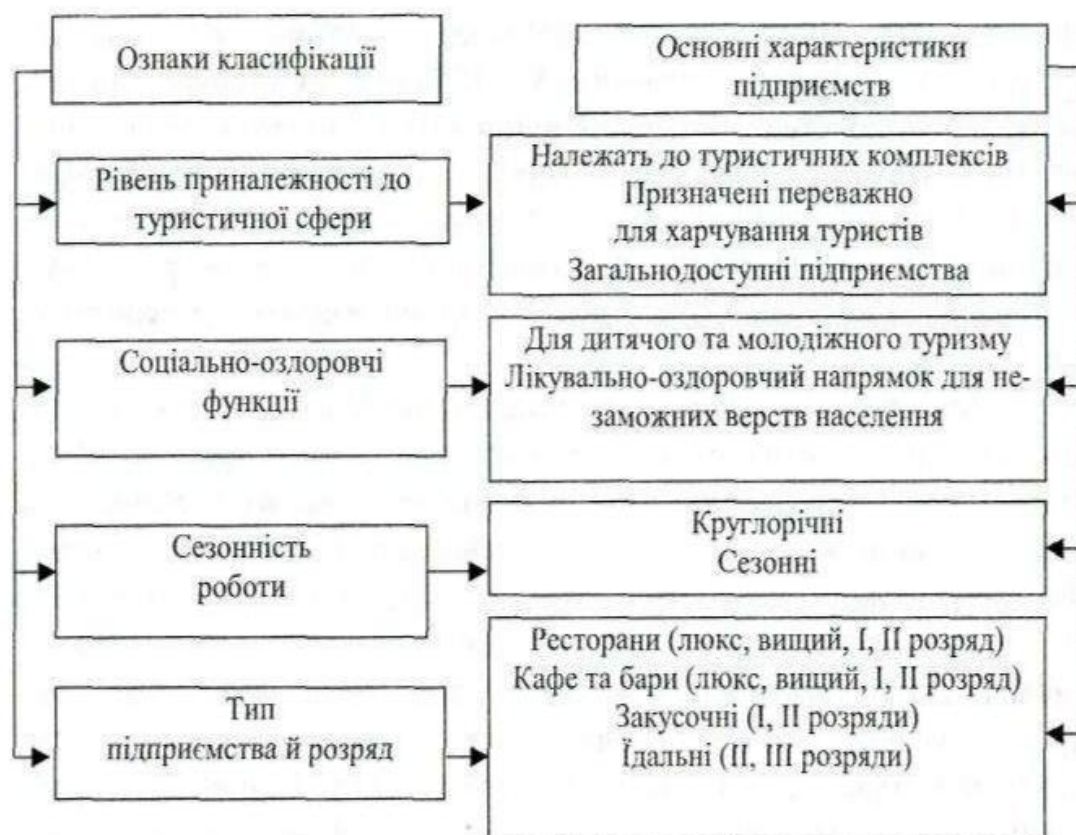 Ознаки класифікації
Основні характеристики
підприємств
Рівень приналежності до
туристичної сфери
Належать до туристичних комплексів
Призначені переважно
для харчування туристів
Загальнодоступні підприємства
Соціально-оздоровчі
функції
Для дитячого та молодіжного туризму
Лікувально-оздоровчий напрямок для не-
заможних верств населення
Сезонність
роботи
Круглорічні
Сезонні
Тип
підприємства й розряд
Ресторани (люкс, вищий, І, ІІ розряд)
Кафе та бари (люкс, вищий, І, ІІ розряд)
Закусочні (І, ІІ розряди)
Їдальні (ІІ, ІІІ розряди)